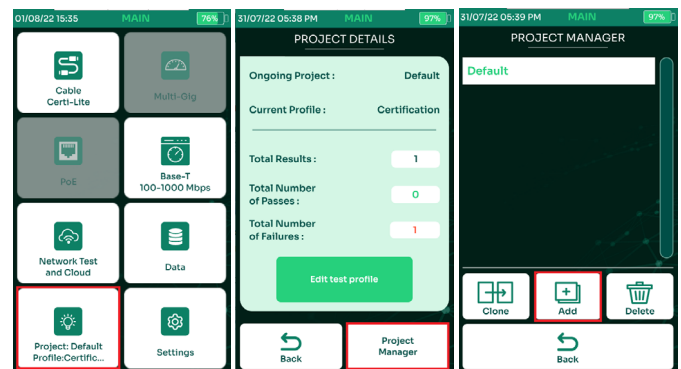 01/08/22 15:35 MAIN 76%
Cable
Certi-Lite
Multi-Gig
PoE
Base-T
100-1000 Mbps
Network Test
and Cloud
Data
Project: Default
Profile:Certific...
Settings
31/07/22 05:38 PM MAIN 97%
PROJECT DETAILS
Ongoing Project : Default
Current Profile : Certification
Total Results : 1
Total Number
of Passes : 0
Total Number
of Failures : 1
Edit test profile
Back
Project
Manager
31/07/22 05:39 PM MAIN 97%
PROJECT MANAGER
Default
Clone
Add
Delete
Back